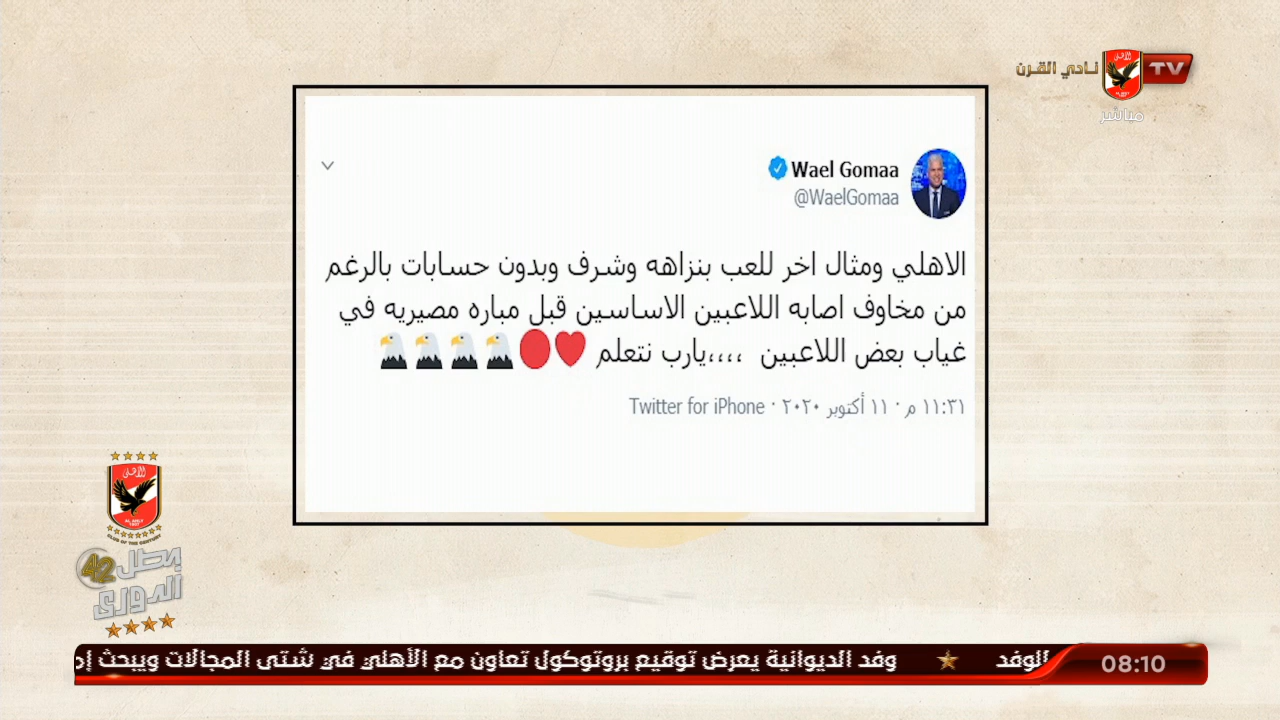 نادي القرن
TV
مباشر
Wael Gomaa
@WaelGomaa
الاهلي ومثال اخر للعب بنزاهه وشرف وبدون حسابات بالرغم
من مخاوف اصابه اللاعبين الاساسين قبل مباره مصيريه في
غياب بعض اللاعبين ،،،،يارب نتعلم ❤️🔴🦅🦅🦅🦅
١١:٣١ م · ١١ أكتوبر ٢٠٢٠ · Twitter for iPhone
بطل
42
الدورى
الوفد ★ وفد الديوانية يعرض توقيع بروتوكول تعاون مع الأهلي في شتى المجالات ويبحث
08:10